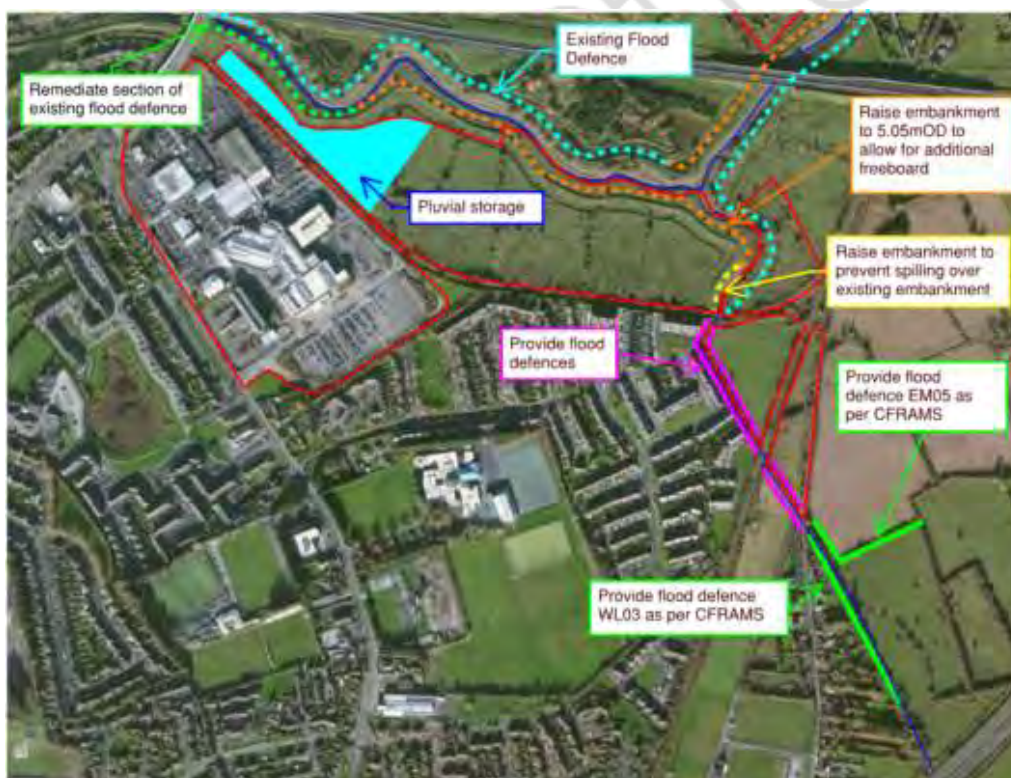 Existing Flood
Defence
Remediate section of
existing flood defence
Raise embankment
to 5.05mOD to
allow for additional
freeboard
Pluvial storage
Raise embankment to
prevent spilling over
existing embankment
Provide flood
defences
Provide flood
defence EM05 as
per CFRAMS
Provide flood defence
WL03 as per CFRAMS